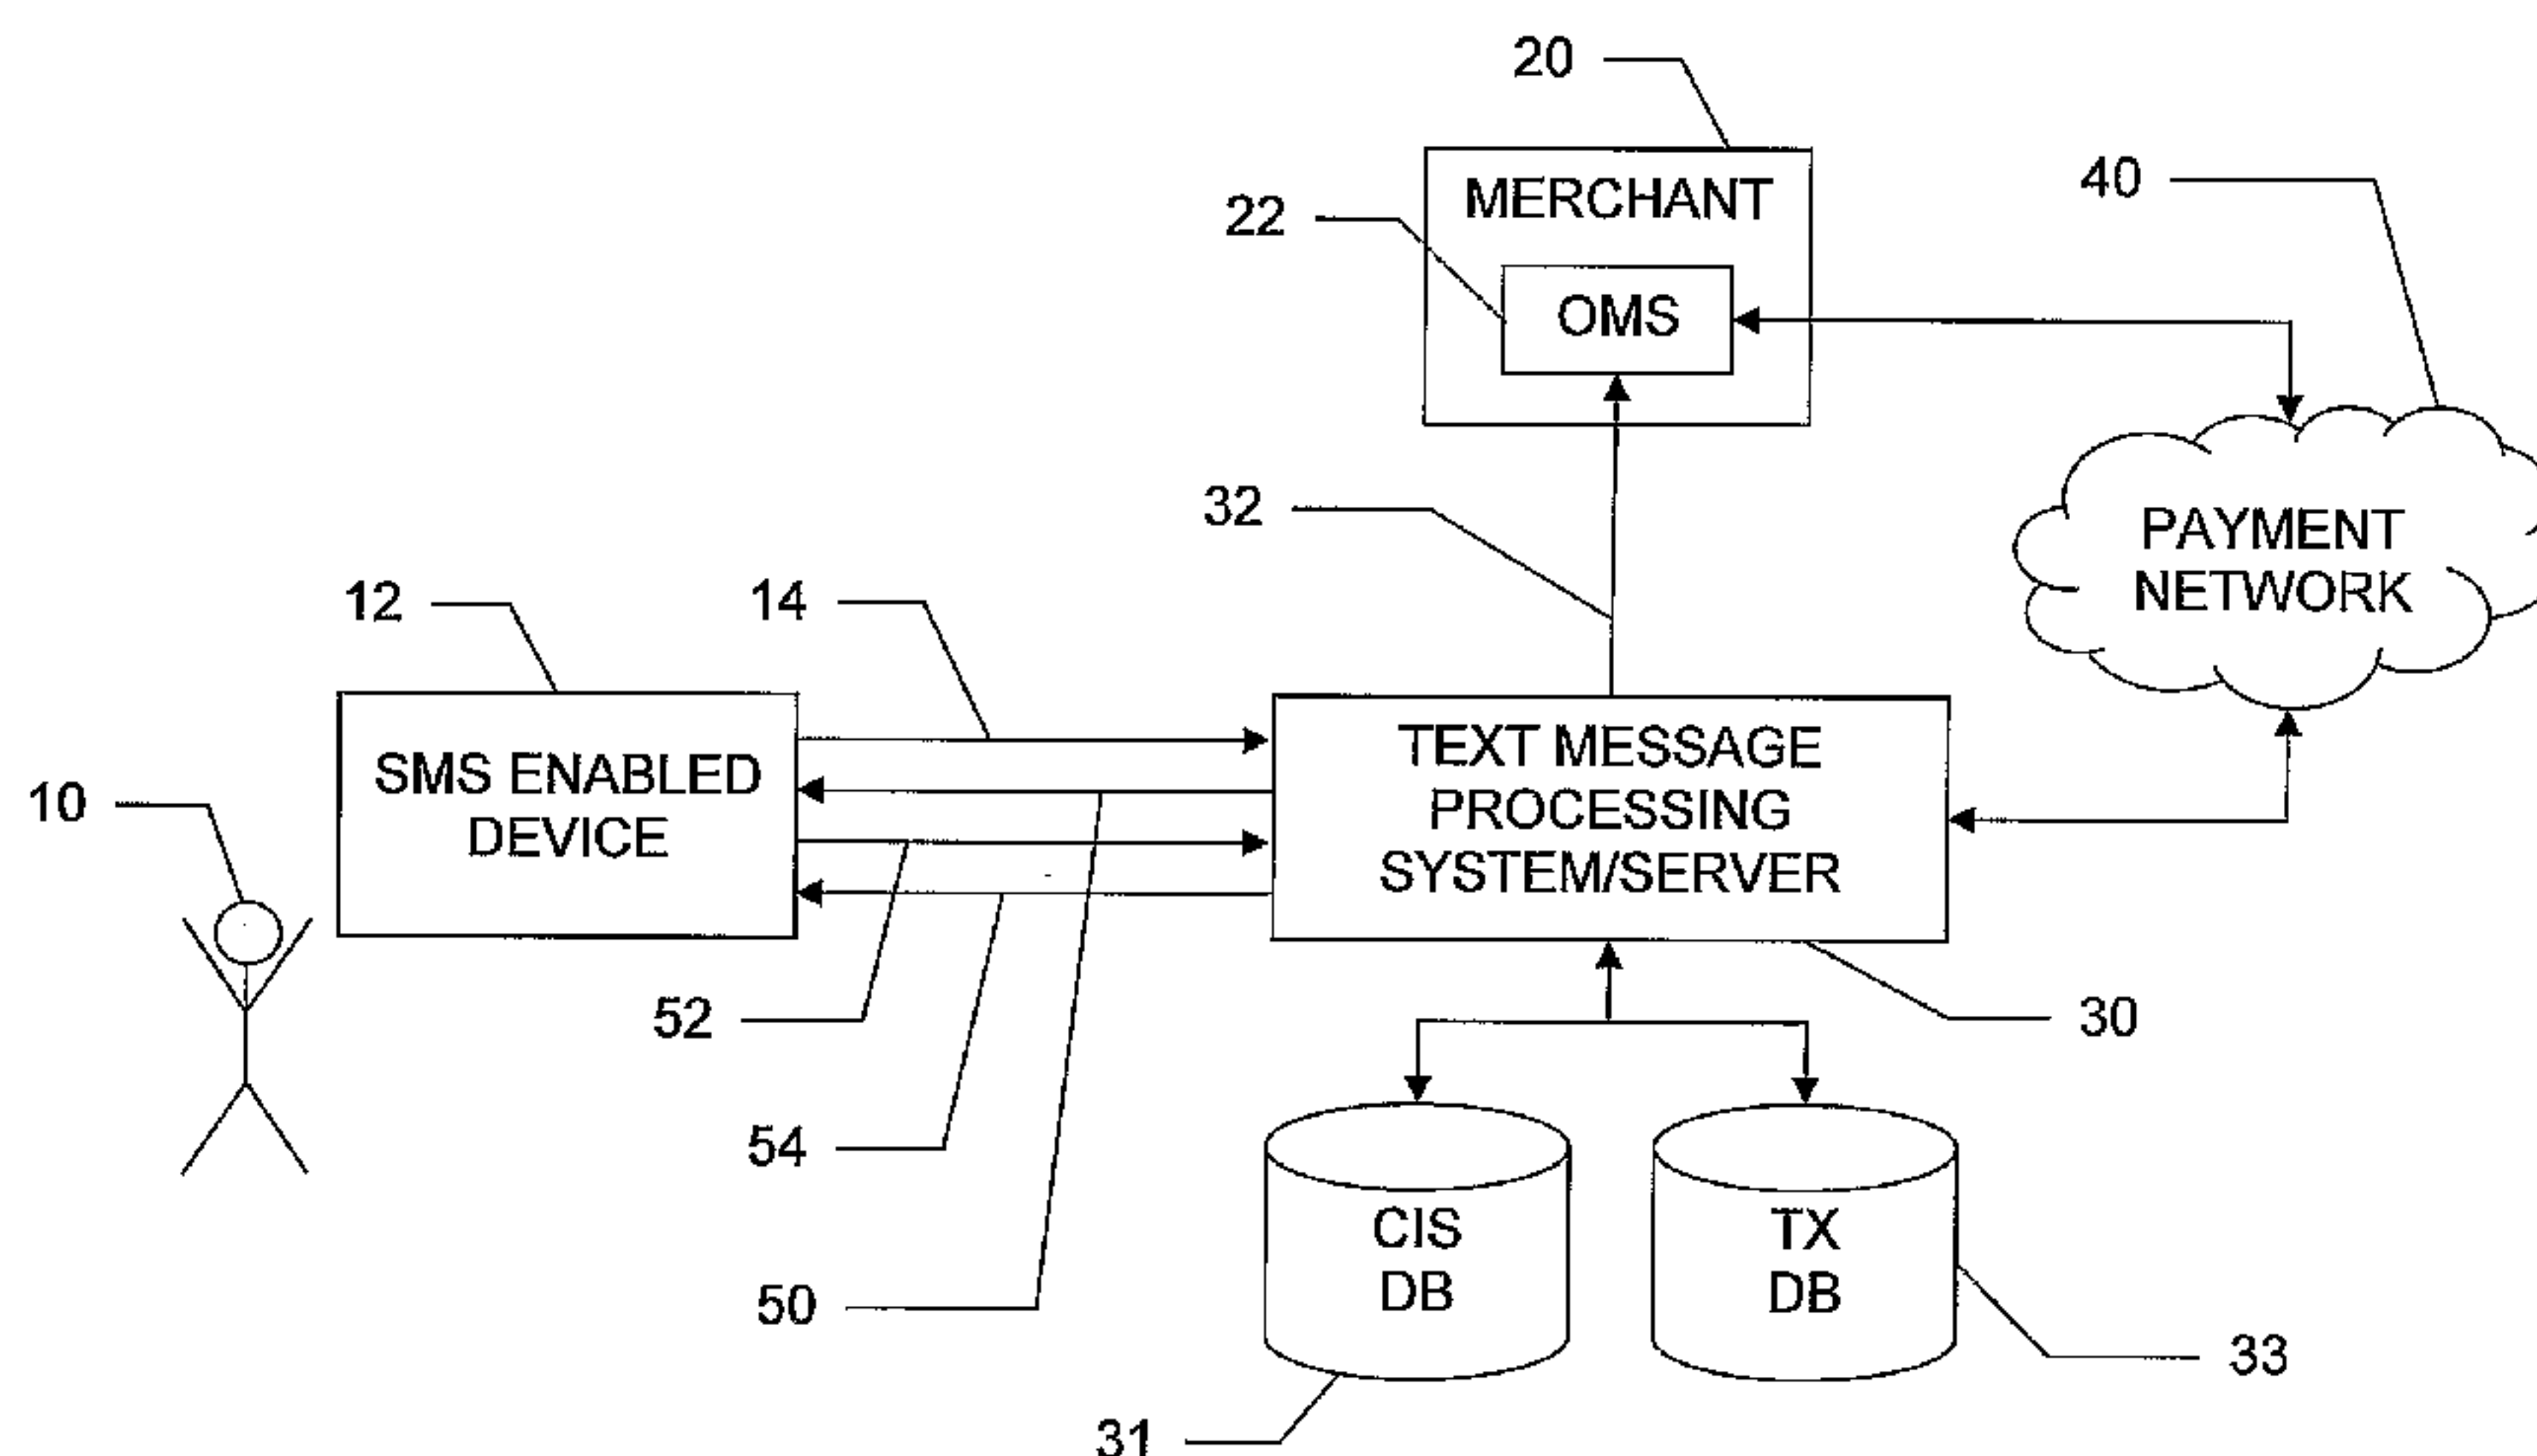 20
MERCHANT
40
22
OMS
32
PAYMENT
NETWORK
12
14
SMS ENABLED
DEVICE
TEXT MESSAGE
PROCESSING
SYSTEM/SERVER
10
52
30
54
CIS
DB
TX
DB
50
33
31